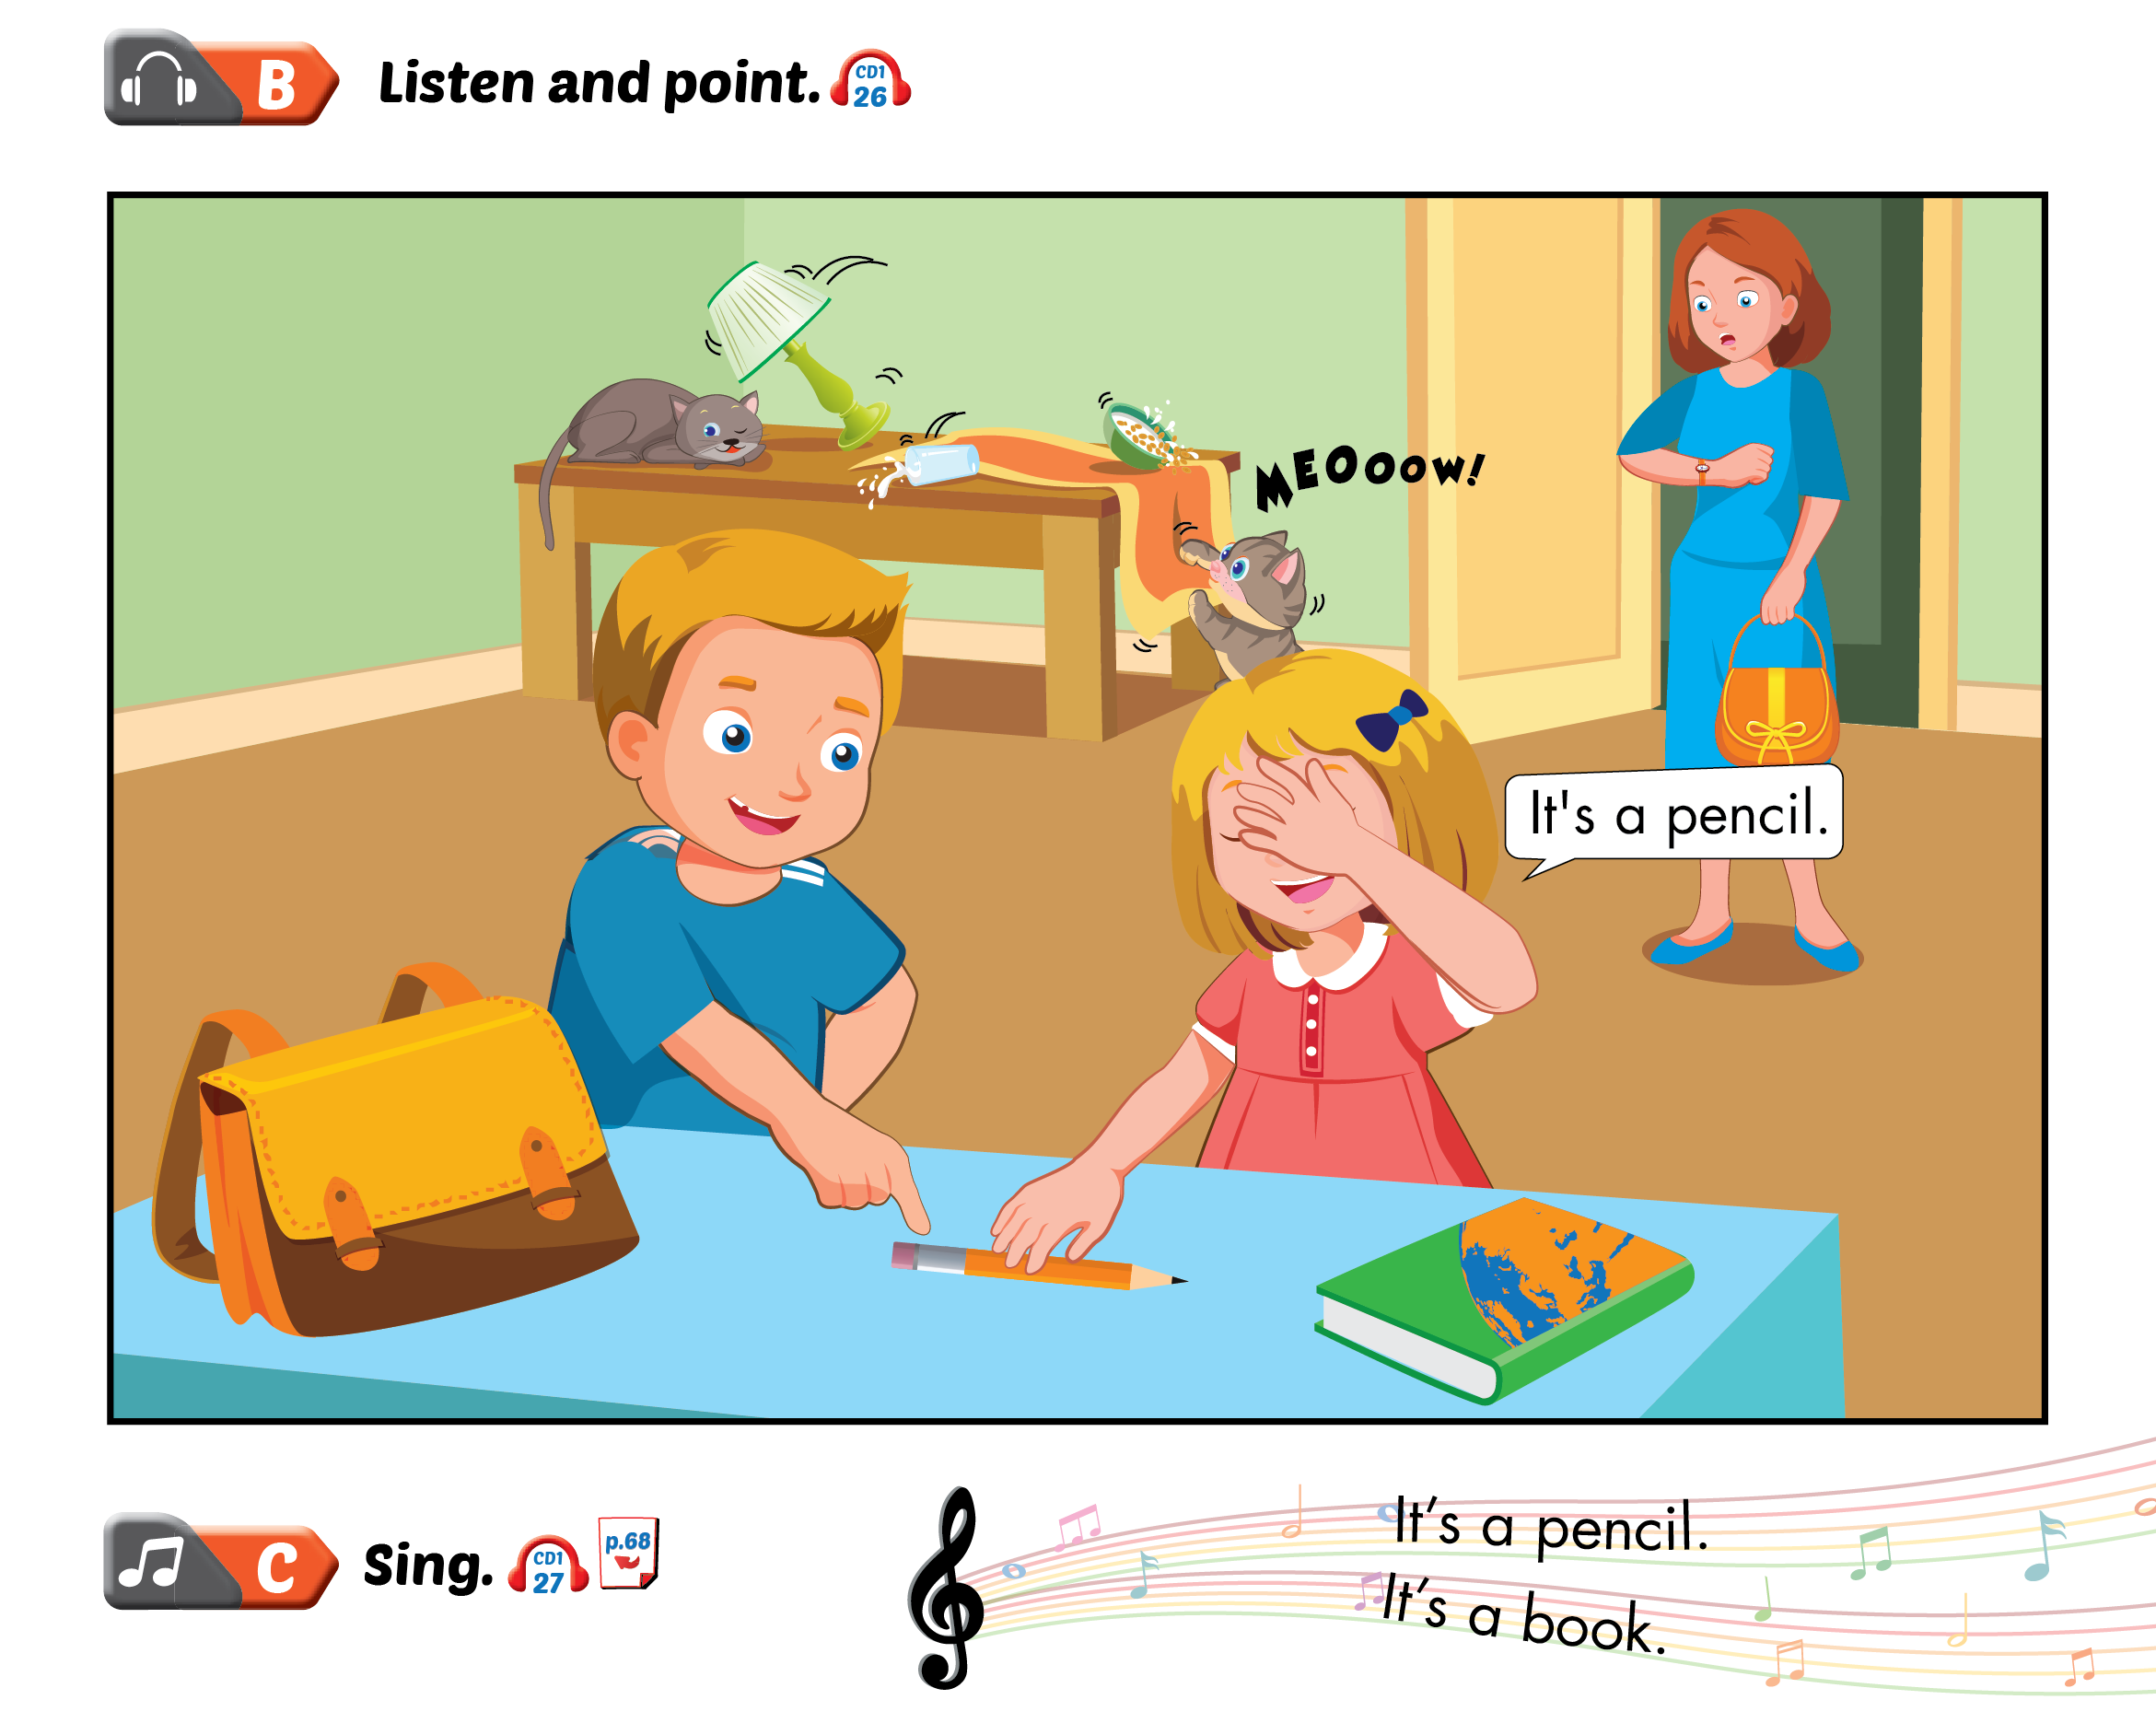 B Listen and point. CD1 26
MEOooow!
It's a pencil.
C Sing. CD1 27 p.68
It's a pencil.
It's a book.